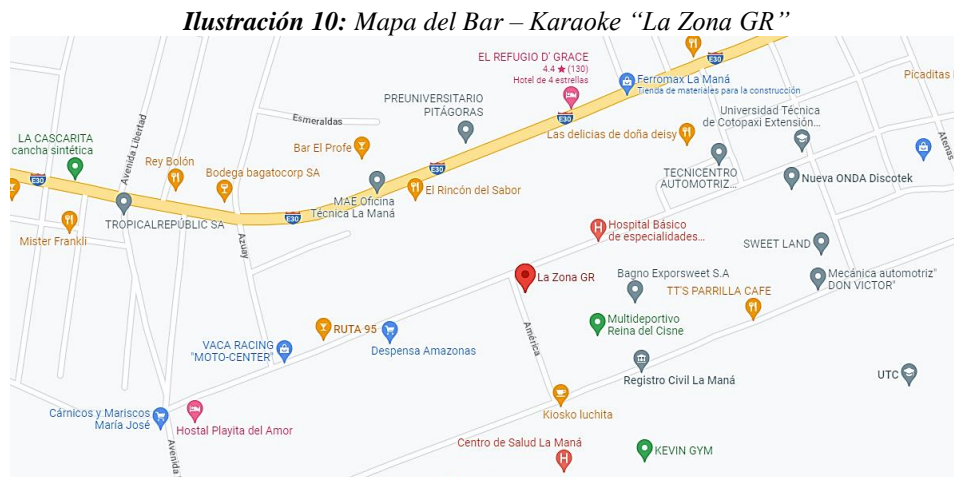 Ilustración 10: Mapa del Bar – Karaoke “La Zona GR”
E30
EL REFUGIO D' GRACE
4.4 ★ (130)
Hotel de 4 estrellas
Ferromax La Maná
Tienda de materiales para la construcción
Picaditas
PREUNIVERSITARIO
PITÁGORAS
E30
Universidad Técnica
de Cotopaxi Extensión...
Esmeraldas
Avenida Libertad
LA CASCARITA
cancha sintética
Bar El Profe
Las delicias de doña deisy
Atenas
Rey Bolón
Bodega bagatocorp SA
E30
E30
TECNICENTRO
AUTOMOTRIZ...
Nueva ONDA Discotek
El Rincón del Sabor
MAE Oficina
Técnica La Maná
E30
TROPICALREPÚBLIC SA
Mister Frankli
Azuay
Hospital Básico
de especialidades...
SWEET LAND
La Zona GR
Bagno Exporsweet S.A
Mecánica automotriz"
DON VICTOR"
TT'S PARRILLA CAFE
América
Multideportivo
Reina del Cisne
RUTA 95
VACA RACING
"MOTO-CENTER"
Despensa Amazonas
Registro Civil La Maná
UTC
Cárnicos y Mariscos
María José
Hostal Playita del Amor
Kiosko luchita
Avenida
Centro de Salud La Maná
KEVIN GYM